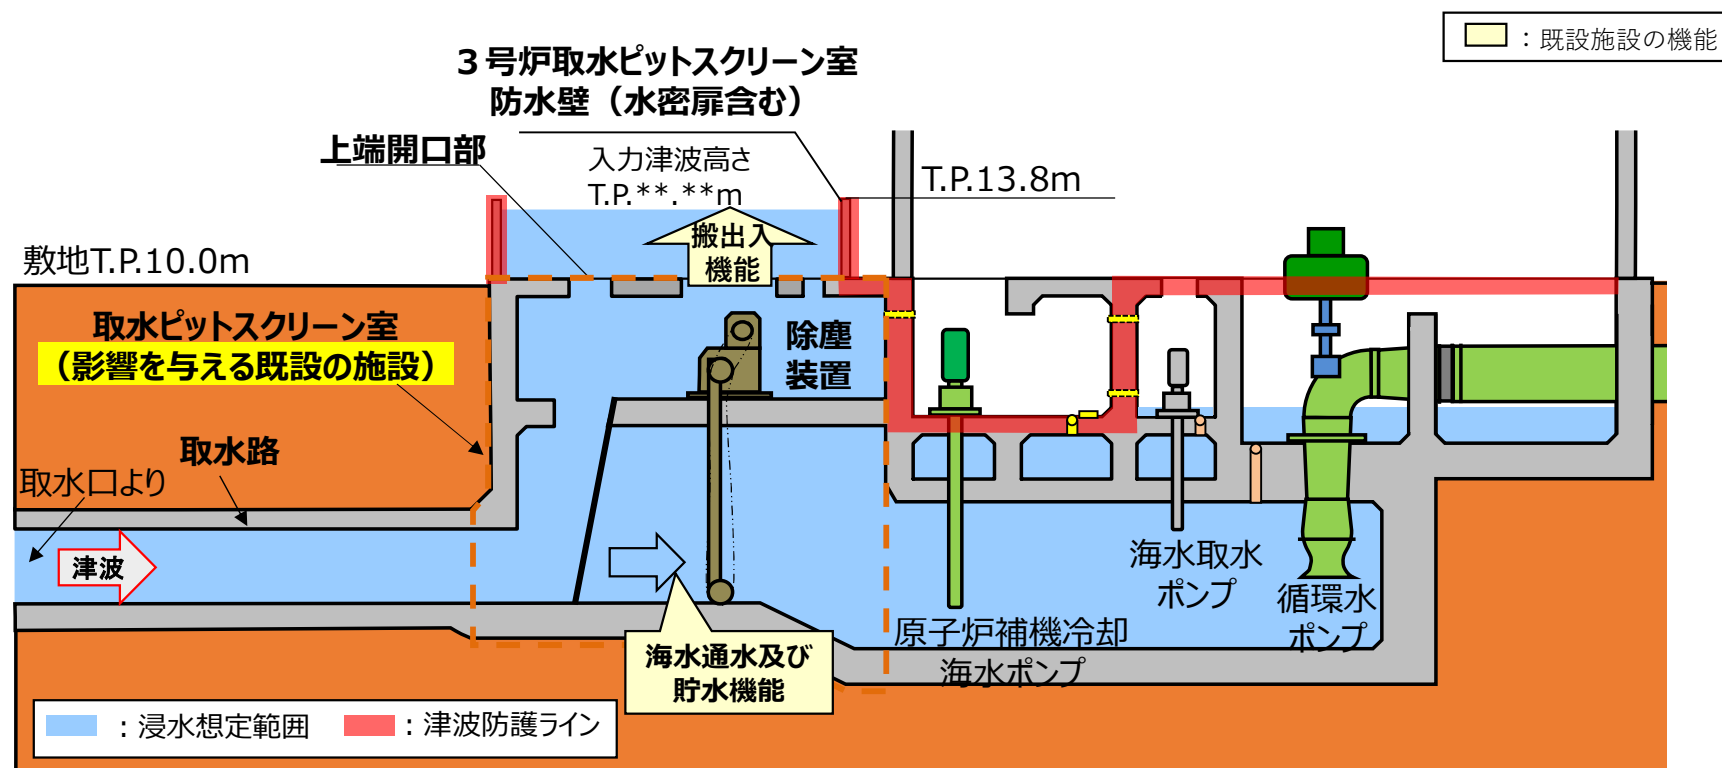 ：既設施設の機能
３号炉取水ピットスクリーン室
防水壁（水密扉含む）
上端開口部
入力津波高さ
T.P.**.**m
T.P.13.8m
搬出入
機能
敷地T.P.10.0m
取水ピットスクリーン室
（影響を与える既設の施設）
除塵
装置
取水路
取水口より
津波
海水取水
ポンプ
循環水
ポンプ
原子炉補機冷却
海水ポンプ
海水通水及び
貯水機能
：浸水想定範囲
：津波防護ライン